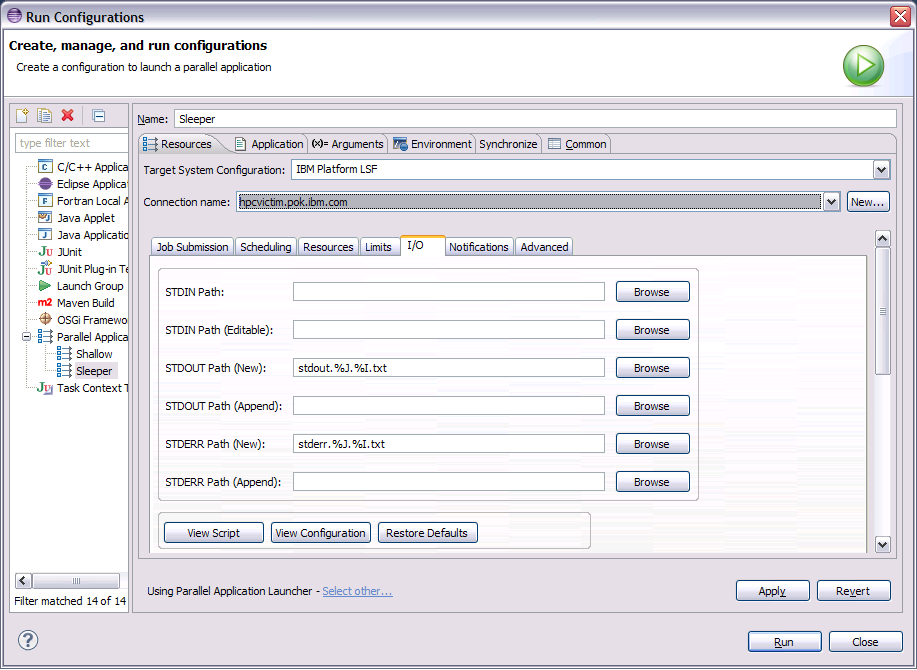 Run Configurations
Create, manage, and run configurations
Create a configuration to launch a parallel application
type filter text
C/C++ Applica
Eclipse Applicat
Fortran Local A
Java Applet
Java Applicatio
Ju JUnit
JUnit Plug-in Te
Launch Group
m2 Maven Build
OSGi Framewo
Parallel Applica
Shallow
Sleeper
Task Context T
Filter matched 14 of 14
Name: Sleeper
Resources Application (x)= Arguments Environment Synchronize Common
Target System Configuration: IBM Platform LSF
Connection name: hpcvictim.pok.ibm.com New...
Job Submission Scheduling Resources Limits I/O Notifications Advanced
STDIN Path: Browse
STDIN Path (Editable): Browse
STDOUT Path (New): stdout.%J.%I.txt Browse
STDOUT Path (Append): Browse
STDERR Path (New): stderr.%J.%I.txt Browse
STDERR Path (Append): Browse
View Script View Configuration Restore Defaults
Using Parallel Application Launcher - Select other...
Apply Revert
? Run Close